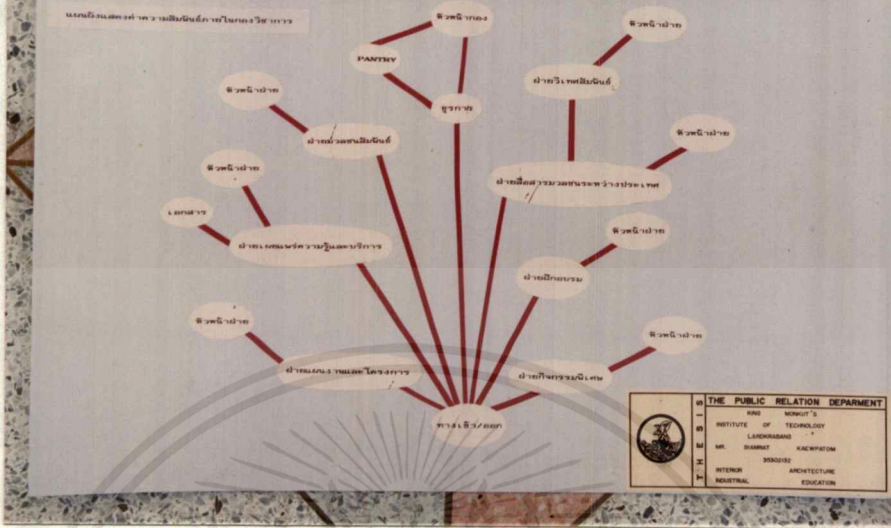 แผนผังแสดงค่าความสัมพันธ์ภายในกองวิชาการ
หัวหน้ากอง
หัวหน้าฝ่าย
PANTRY
ฝ่ายวิเทศสัมพันธ์
หัวหน้าฝ่าย
ธุรการ
หัวหน้าฝ่าย
ฝ่ายมวลชนสัมพันธ์
หัวหน้าฝ่าย
ฝ่ายสื่อสารมวลชนระหว่างประเทศ
เอกสาร
หัวหน้าฝ่าย
ฝ่ายเผยแพร่ความรู้และบริการ
ฝ่ายฝึกอบรม
หัวหน้าฝ่าย
หัวหน้าฝ่าย
ฝ่ายแผนงานและโครงการ
ฝ่ายกิจกรรมพิเศษ
ทางเข้า/ออก
THESIS
THE PUBLIC RELATION DEPARMENT
KING MONKUT'S
INSTITUTE OF TECHNOLOGY
LARDKRABANG
MR. KAEWPATOM
INTERIOR ARCHITECTURE
INDUSTRIAL EDUCATION